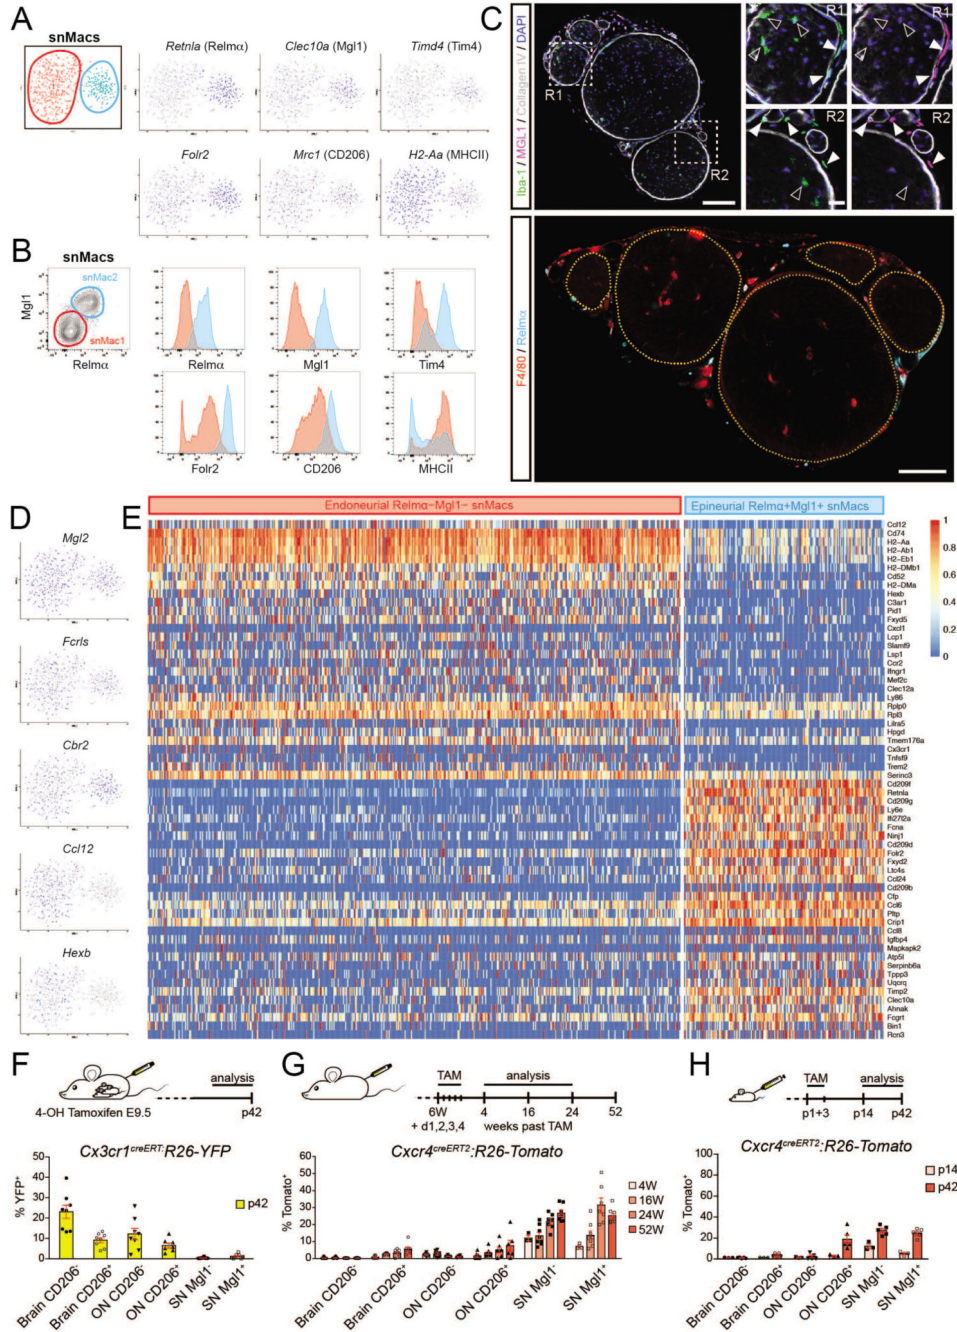 A
snMacs
Retnla (Relmα)
Clec10a (Mgl1)
Timd4 (Tim4)
Folr2
Mrc1 (CD206)
H2-Aa (MHCII)
B
snMacs
snMac2
snMac1
Mgl1
Relmα
Relmα
Mgl1
Tim4
Folr2
CD206
MHCII
C
Iba-1 / MGL1 / Collagen IV / DAPI
R1
R2
R1
R1
R2
R2
F4/80 / Relmα
D
Mgl2
Fcrls
Cbr2
Ccl12
Hexb
E
Endoneurial Relmα−Mgl1− snMacs
Epineurial Relmα+Mgl1+ snMacs
Ccl12
Cd74
H2−Aa
H2−Ab1
H2−Eb1
H2−DMb1
Cd52
H2−DMa
Hexb
C3ar1
Pid1
Fxyd5
Cxcl1
Lcp1
Slamf9
Lsp1
Ccr2
Ifngr1
Mef2c
Clec12a
Ly86
Rplp0
Rpl3
Lilra5
Hpgd
Tmem176a
Cx3cr1
Tnfsf9
Trem2
Serinc3
Cd209f
Retnla
Cd209g
Ly6e
Ifi27l2a
Fcna
Ninj1
Cd209d
Folr2
Fxyd2
Ltc4s
Ccl24
Cd209b
Cfp
Ccl6
Pltp
Crip1
Ccl8
Igfbp4
Mapkapk2
Atp5l
Serpinb6a
Tppp3
Uqcrq
Timp2
Clec10a
Ahnak
Fcgrt
Bin1
Rcn3
1
0.8
0.6
0.4
0.2
0
F
analysis
4-OH Tamoxifen E9.5
p42
Cx3cr1creERT:R26-YFP
% YFP+
50
40
30
20
10
0
p42
Brain CD206-
Brain CD206+
ON CD206-
ON CD206+
SN Mgl1-
SN Mgl1+
G
TAM
analysis
6W
4
16
24
52
+ d1,2,3,4
weeks past TAM
Cxcr4creERT2:R26-Tomato
% Tomato+
60
50
40
30
20
10
0
4W
16W
24W
52W
Brain CD206-
Brain CD206+
ON CD206-
ON CD206+
SN Mgl1-
SN Mgl1+
H
TAM
analysis
p1+3
p14
p42
Cxcr4creERT2:R26-Tomato
% Tomato+
100
80
60
40
20
0
p14
p42
Brain CD206-
Brain CD206+
ON CD206-
ON CD206+
SN Mgl1-
SN Mgl1+